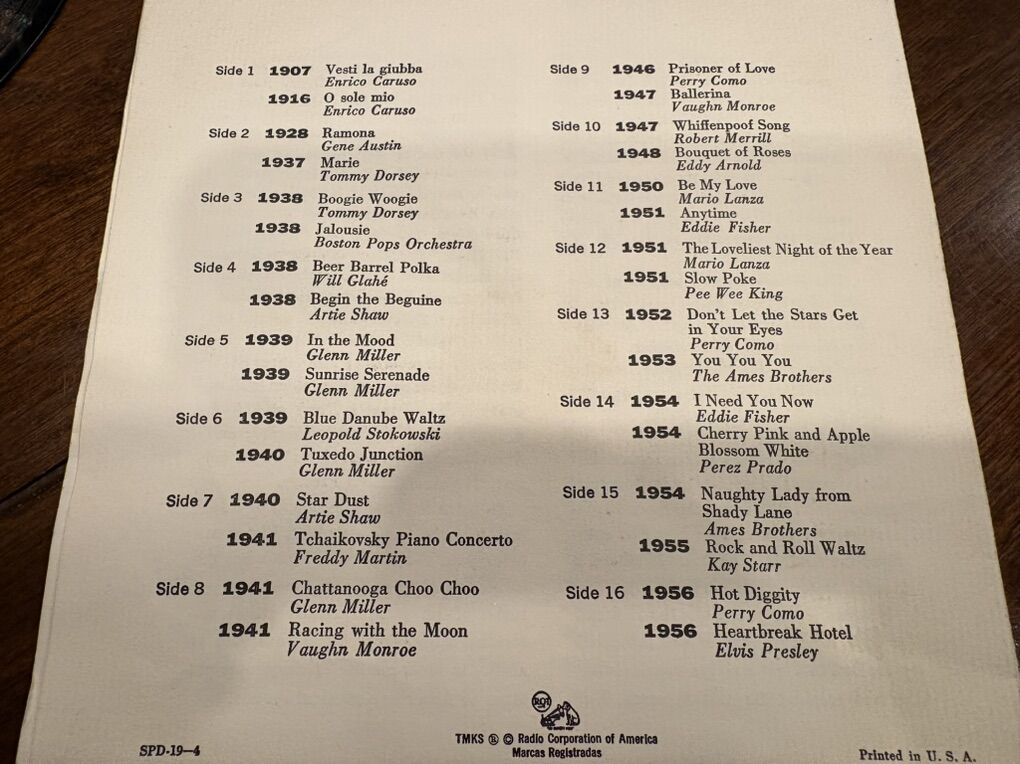 Side 1 1907 Vesti la giubba
Enrico Caruso
1916 O sole mio
Enrico Caruso
Side 2 1928 Ramona
Gene Austin
1937 Marie
Tommy Dorsey
Side 3 1938 Boogie Woogie
Tommy Dorsey
1938 Jalousie
Boston Pops Orchestra
Side 4 1938 Beer Barrel Polka
Will Glahé
1938 Begin the Beguine
Artie Shaw
Side 5 1939 In the Mood
Glenn Miller
1939 Sunrise Serenade
Glenn Miller
Side 6 1939 Blue Danube Waltz
Leopold Stokowski
1940 Tuxedo Junction
Glenn Miller
Side 7 1940 Star Dust
Artie Shaw
1941 Tchaikovsky Piano Concerto
Freddy Martin
Side 8 1941 Chattanooga Choo Choo
Glenn Miller
1941 Racing with the Moon
Vaughn Monroe
Side 9 1946 Prisoner of Love
Perry Como
1947 Ballerina
Vaughn Monroe
Side 10 1947 Whiffenpoof Song
Robert Merrill
1948 Bouquet of Roses
Eddy Arnold
Side 11 1950 Be My Love
Mario Lanza
1951 Anytime
Eddie Fisher
Side 12 1951 The Loveliest Night of the Year
Mario Lanza
1951 Slow Poke
Pee Wee King
Side 13 1952 Don't Let the Stars Get
in Your Eyes
Perry Como
1953 You You You
The Ames Brothers
Side 14 1954 I Need You Now
Eddie Fisher
1954 Cherry Pink and Apple
Blossom White
Perez Prado
Side 15 1954 Naughty Lady from
Shady Lane
Ames Brothers
1955 Rock and Roll Waltz
Kay Starr
Side 16 1956 Hot Diggity
Perry Como
1956 Heartbreak Hotel
Elvis Presley
RCA
TMKS ® © Radio Corporation of America
Marcas Registradas
SPD-19—4
Printed in U. S. A.